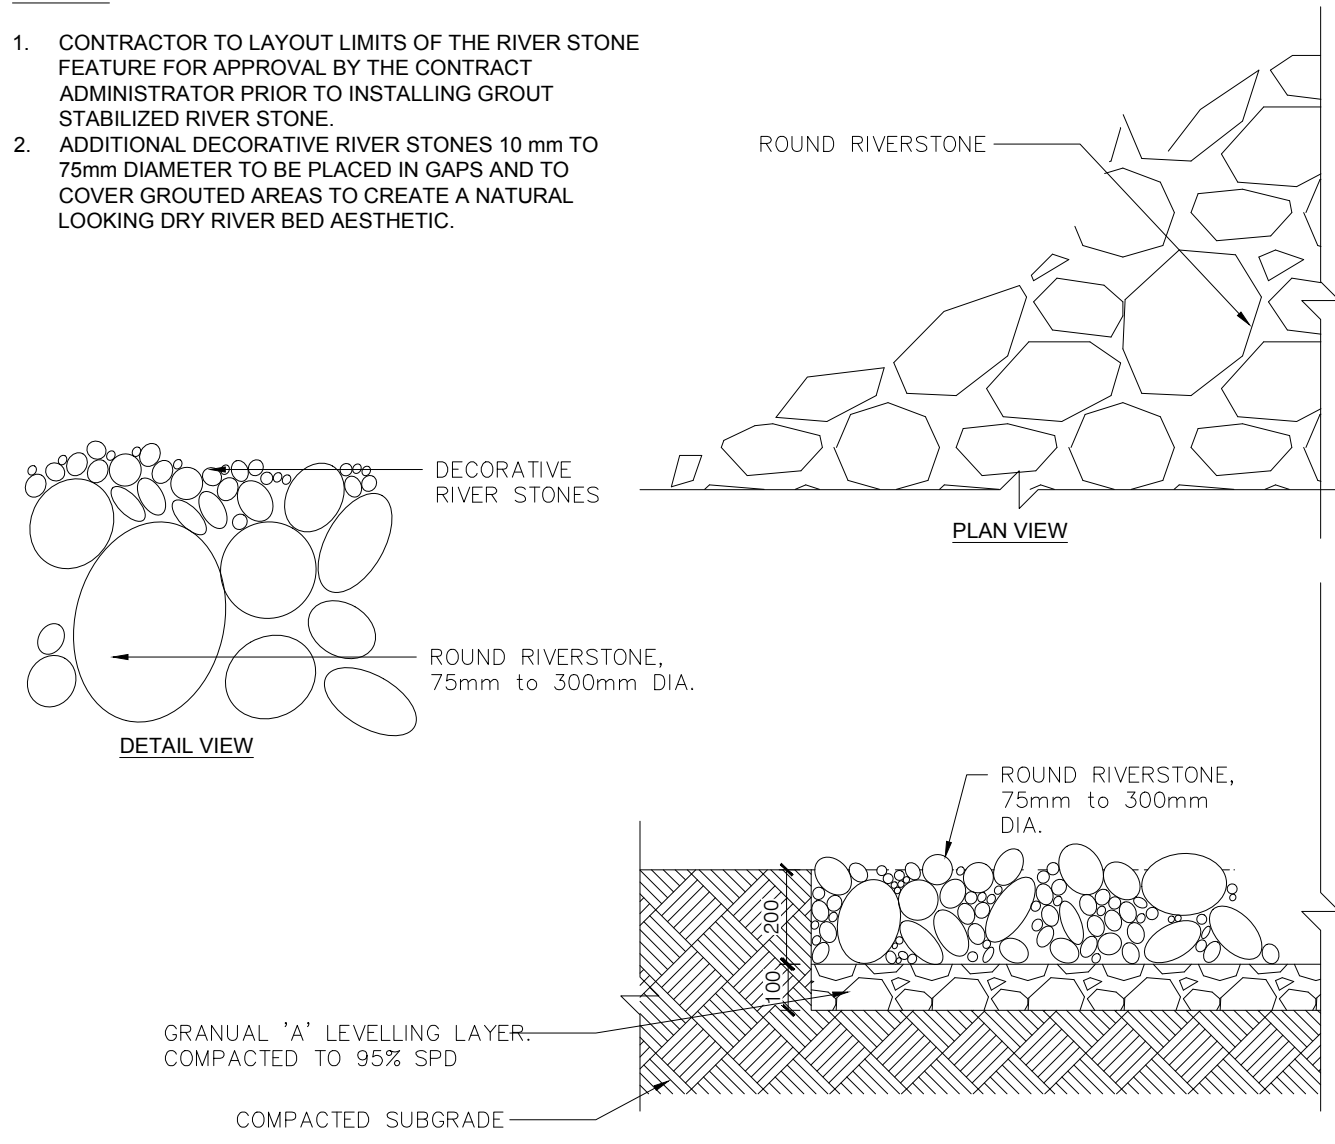 1. CONTRACTOR TO LAYOUT LIMITS OF THE RIVER STONE
FEATURE FOR APPROVAL BY THE CONTRACT
ADMINISTRATOR PRIOR TO INSTALLING GROUT
STABILIZED RIVER STONE.
2. ADDITIONAL DECORATIVE RIVER STONES 10 mm TO
75mm DIAMETER TO BE PLACED IN GAPS AND TO
COVER GROUTED AREAS TO CREATE A NATURAL
LOOKING DRY RIVER BED AESTHETIC.
ROUND RIVERSTONE
PLAN VIEW
DECORATIVE
RIVER STONES
ROUND RIVERSTONE,
75mm to 300mm DIA.
DETAIL VIEW
ROUND RIVERSTONE,
75mm to 300mm
DIA.
200
100
GRANUAL 'A' LEVELLING LAYER.
COMPACTED TO 95% SPD
COMPACTED SUBGRADE